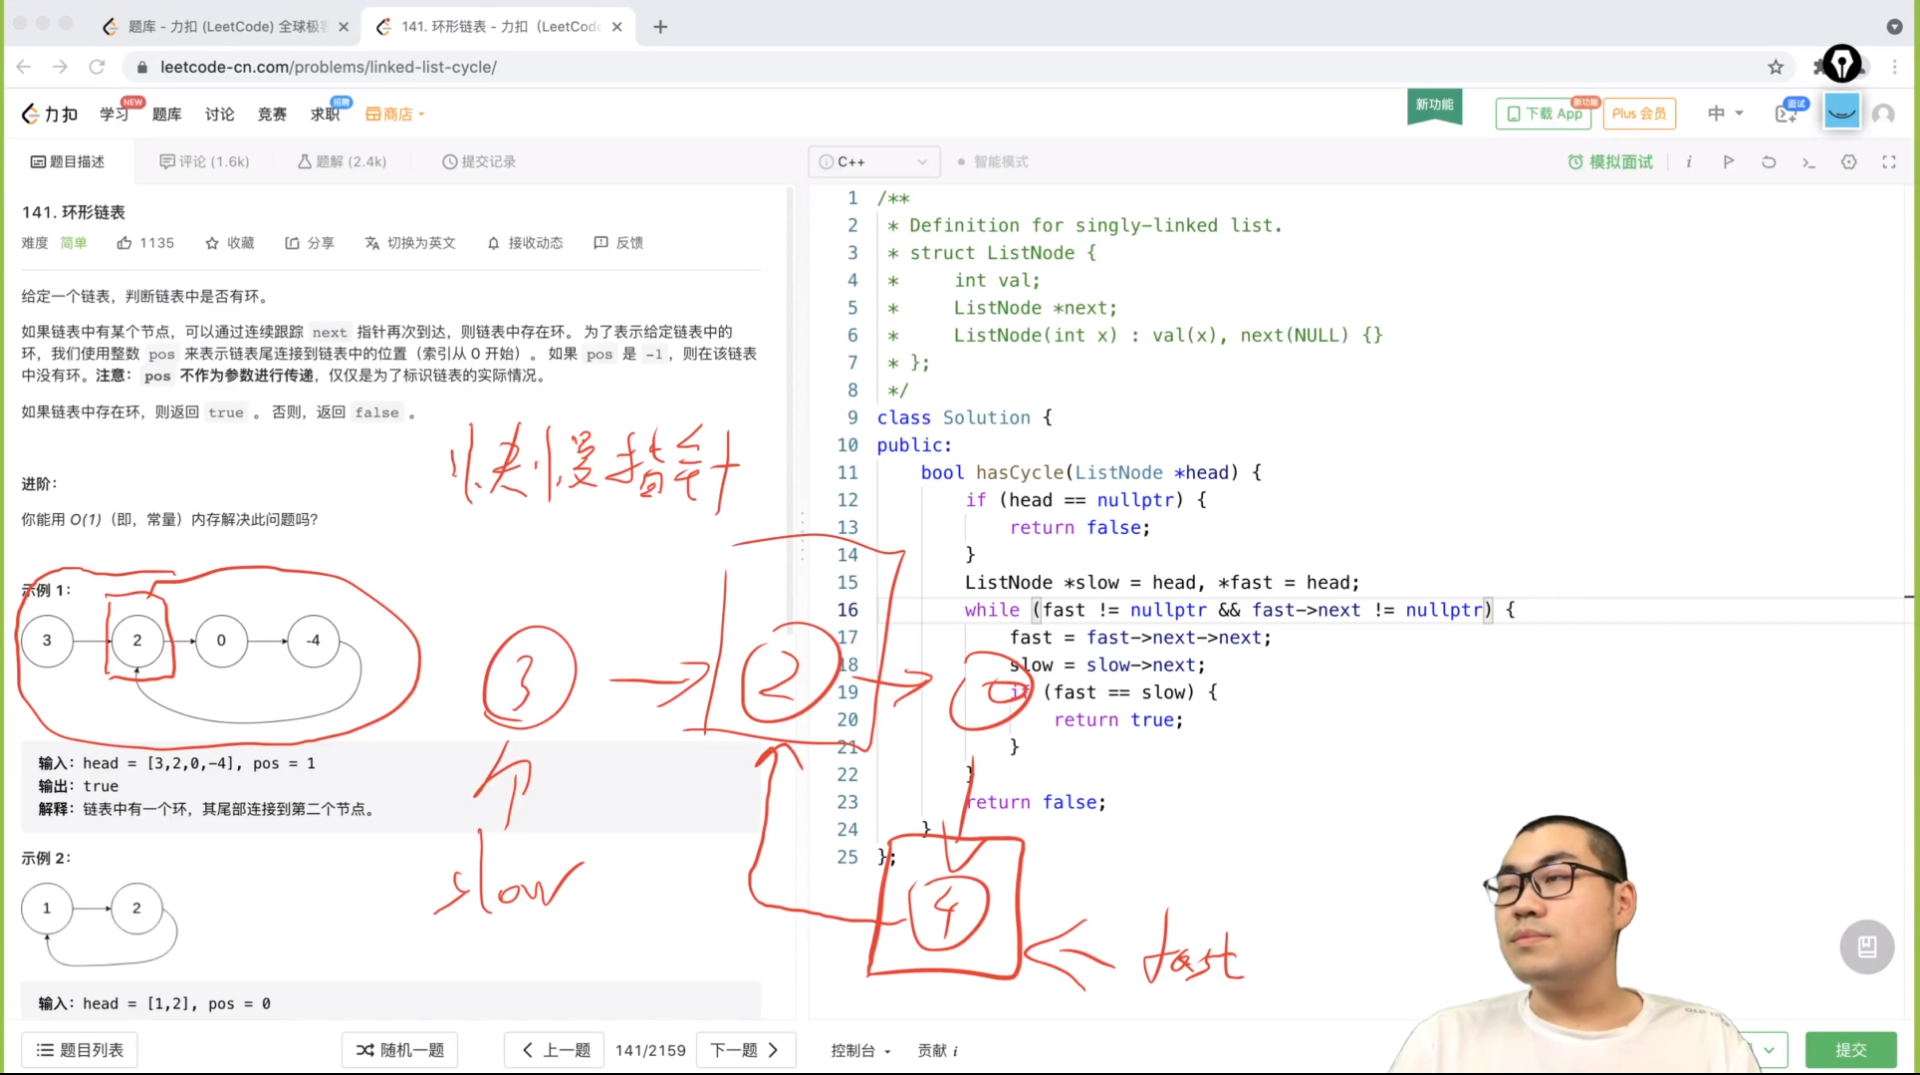 题库 - 力扣 (LeetCode) 全球极
141. 环形链表 - 力扣（LeetCode
leetcode-cn.com/problems/linked-list-cycle/
力扣
学习
NEW
题库
讨论
竞赛
求职
招聘
商店
新功能
下载 App
新功能
Plus 会员
中
面试
题目描述
评论 (1.6k)
题解 (2.4k)
提交记录
C++
智能模式
模拟面试
141. 环形链表
难度 简单 1135 收藏 分享 切换为英文 接收动态 反馈
给定一个链表，判断链表中是否有环。
如果链表中有某个节点，可以通过连续跟踪 next 指针再次到达，则链表中存在环。 为了表示给定链表中的
环，我们使用整数 pos 来表示链表尾连接到链表中的位置（索引从 0 开始）。 如果 pos 是 -1，则在该链表
中没有环。注意：pos 不作为参数进行传递，仅仅是为了标识链表的实际情况。
如果链表中存在环，则返回 true 。 否则，返回 false 。
快慢指针
进阶：
你能用 O(1)（即，常量）内存解决此问题吗？
示例 1：
3 2 0 -4
输入：head = [3,2,0,-4], pos = 1
输出：true
解释：链表中有一个环，其尾部连接到第二个节点。
示例 2：
1 2
输入：head = [1,2], pos = 0
3
2
0
4
slow
fast
1 /**
2 * Definition for singly-linked list.
3 * struct ListNode {
4 * int val;
5 * ListNode *next;
6 * ListNode(int x) : val(x), next(NULL) {}
7 * };
8 */
9 class Solution {
10 public:
11 bool hasCycle(ListNode *head) {
12 if (head == nullptr) {
13 return false;
14 }
15 ListNode *slow = head, *fast = head;
16 while (fast != nullptr && fast->next != nullptr) {
17 fast = fast->next->next;
18 slow = slow->next;
19 if (fast == slow) {
20 return true;
21 }
22 }
23 return false;
24 }
25 };
题目列表
随机一题
上一题
141/2159
下一题
控制台
贡献 i
提交